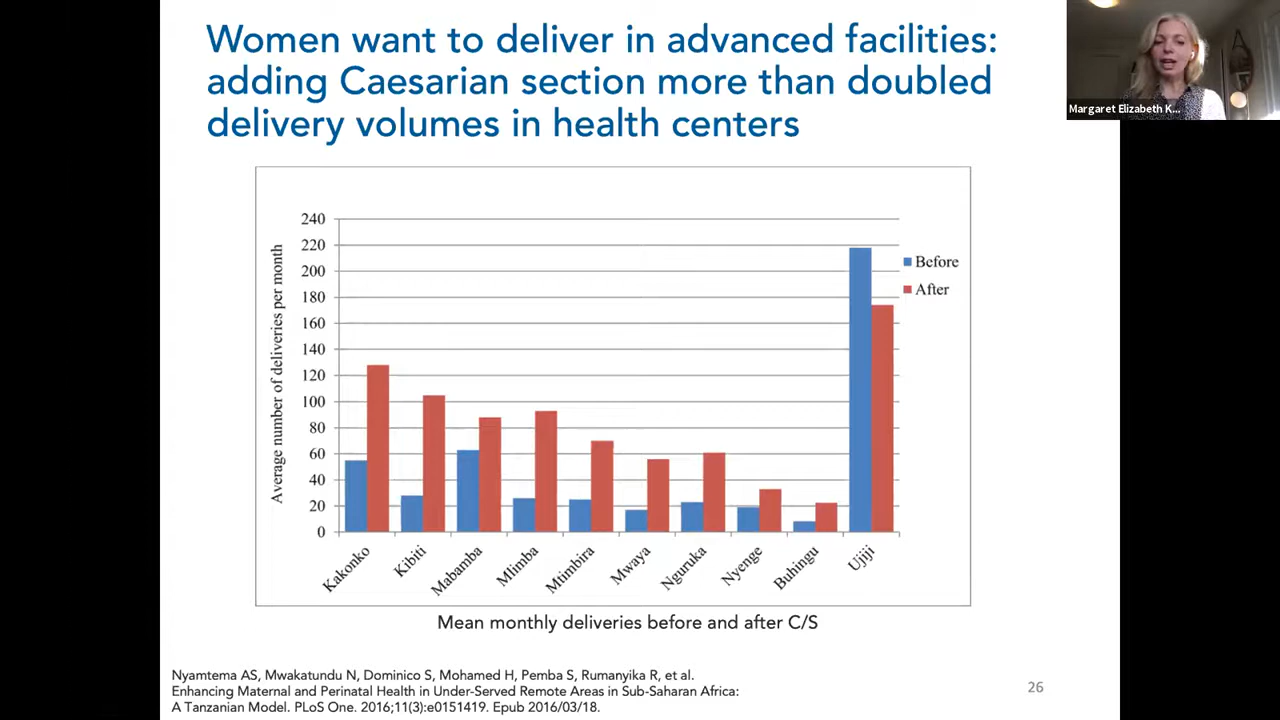 Women want to deliver in advanced facilities:
adding Caesarian section more than doubled
delivery volumes in health centers
Margaret Elizabeth K...
Average number of deliveries per month
240
220
200
180
160
140
120
100
80
60
40
20
0
Before
After
Kakonko
Kibiti
Mabamba
Mlimba
Mtimbira
Mwaya
Nguruka
Nyenge
Buhingu
Ujiji
Mean monthly deliveries before and after C/S
Nyamtema AS, Mwakatundu N, Dominico S, Mohamed H, Pemba S, Rumanyika R, et al.
Enhancing Maternal and Perinatal Health in Under-Served Remote Areas in Sub-Saharan Africa:
A Tanzanian Model. PLoS One. 2016;11(3):e0151419. Epub 2016/03/18.
26